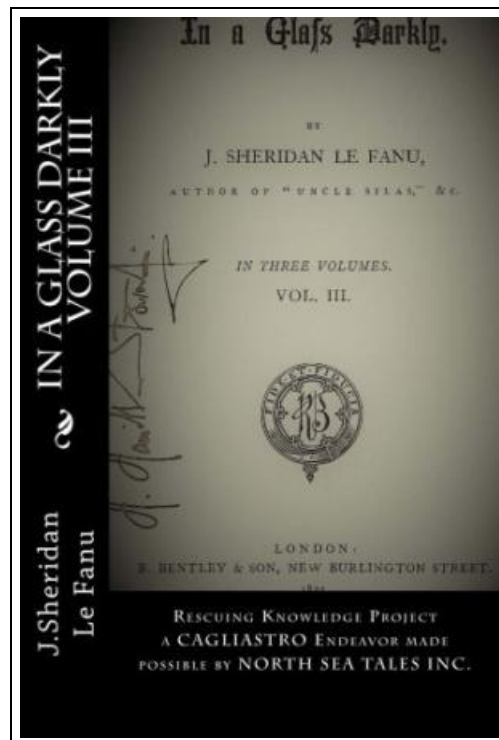 In a Glaſs Darkly.
BY
J. SHERIDAN LE FANU,
AUTHOR OF "UNCLE SILAS," &c.
IN THREE VOLUMES.
VOL. III.
LONDON:
R. BENTLEY & SON, NEW BURLINGTON STREET.
J.Sheridan
Le Fanu
IN A GLASS DARKLY
VOLUME III
RESCUING KNOWLEDGE PROJECT
A CAGLIASTRO ENDEAVOR MADE
POSSIBLE BY NORTH SEA TALES INC.